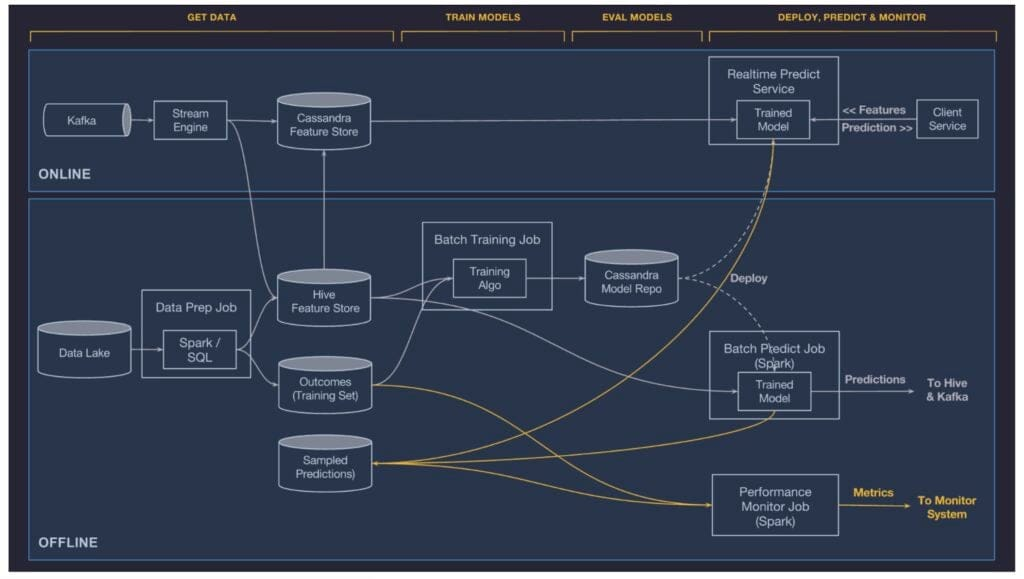 GET DATA
TRAIN MODELS
EVAL MODELS
DEPLOY, PREDICT & MONITOR
Kafka
Stream
Engine
Cassandra
Feature Store
Realtime Predict
Service
Trained
Model
<< Features
Prediction >>
Client
Service
ONLINE
Data Lake
Data Prep Job
Spark /
SQL
Hive
Feature Store
Outcomes
(Training Set)
Sampled
Predictions)
Batch Training Job
Training
Algo
Cassandra
Model Repo
Deploy
Batch Predict Job
(Spark)
Trained
Model
Predictions
To Hive
& Kafka
Performance
Monitor Job
(Spark)
Metrics
To Monitor
System
OFFLINE